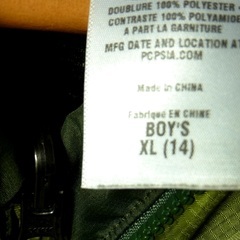 DOUBLURE 100% POLYESTER •
CONTRASTE 100% POLYAMIDE
A PART LA GARNITURE
MFG DATE AND LOCATION AT
PCPSIA.COM
Made in CHINA
Fabriqué EN CHINE
BOY'S
XL (14)